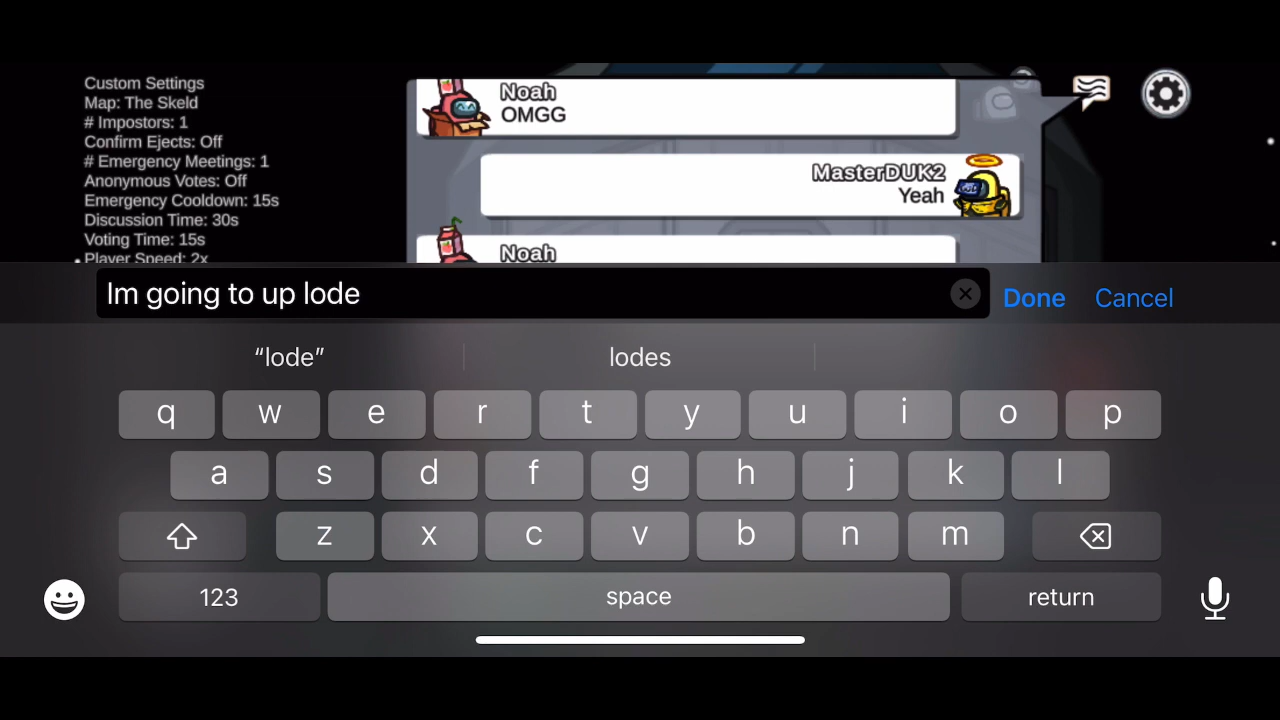 Custom Settings
Map: The Skeld
# Impostors: 1
Confirm Ejects: Off
# Emergency Meetings: 1
Anonymous Votes: Off
Emergency Cooldown: 15s
Discussion Time: 30s
Voting Time: 15s
Player Speed: 2x
Noah
OMGG
MasterDUK2
Yeah
Noah
Im going to up lode
Done Cancel
“lode” lodes
q w e r t y u i o p
a s d f g h j k l
z x c v b n m
123 space return